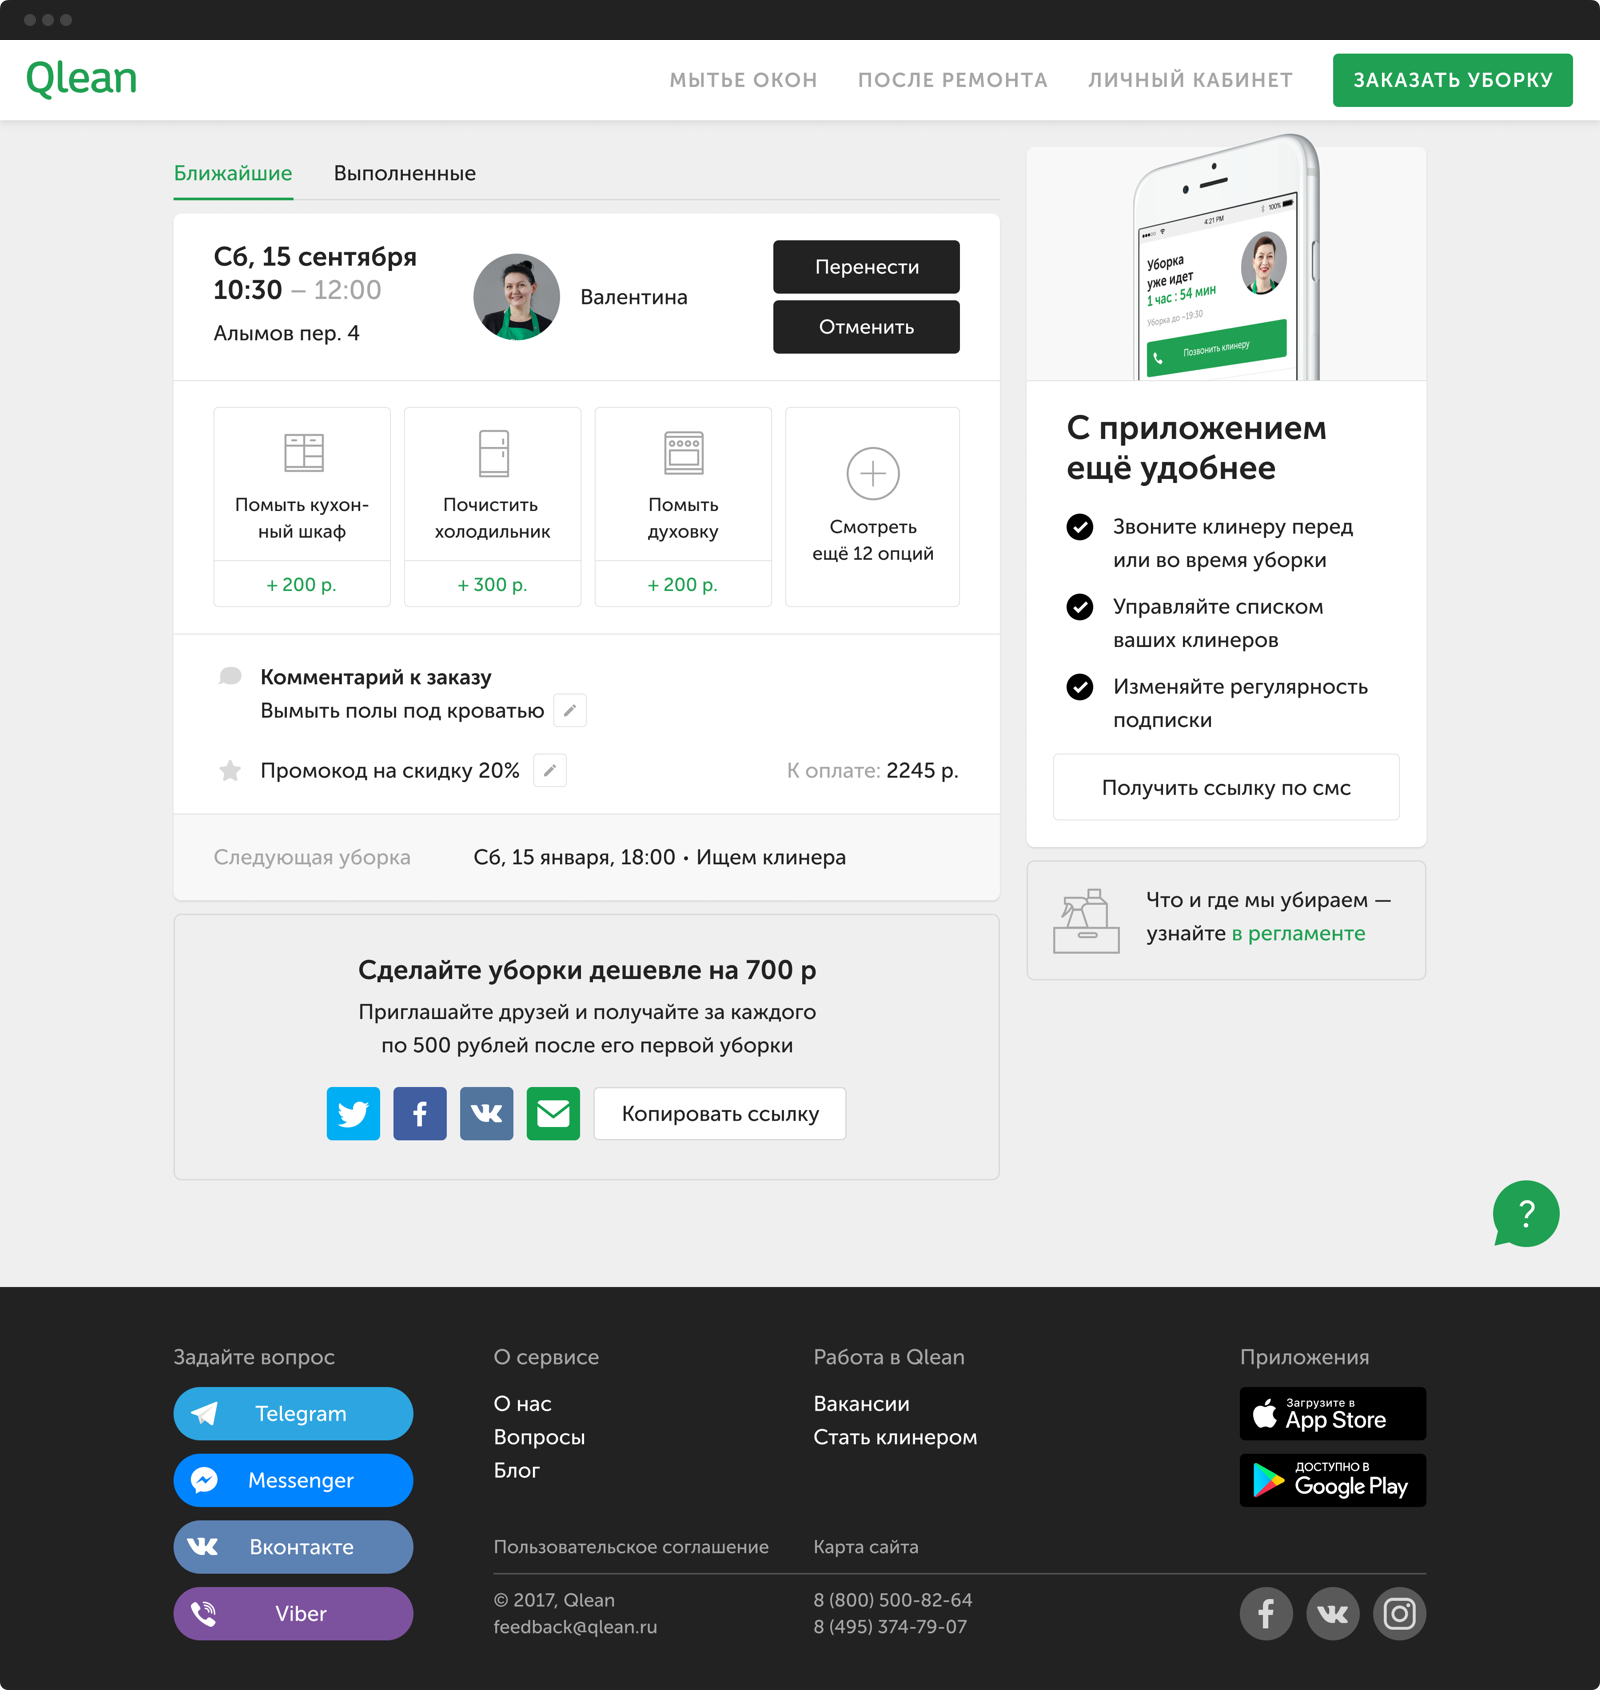 Qlean
МЫТЬЕ ОКОН
ПОСЛЕ РЕМОНТА
ЛИЧНЫЙ КАБИНЕТ
ЗАКАЗАТЬ УБОРКУ
Ближайшие
Выполненные
Сб, 15 сентября
10:30 – 12:00
Алымов пер. 4
Валентина
Перенести
Отменить
Помыть кухон-
ный шкаф
+ 200 р.
Почистить
холодильник
+ 300 р.
Помыть
духовку
+ 200 р.
Смотреть
ещё 12 опций
Комментарий к заказу
Вымыть полы под кроватью
Промокод на скидку 20%
К оплате: 2245 р.
Следующая уборка
Сб, 15 января, 18:00 • Ищем клинера
Сделайте уборки дешевле на 700 р
Приглашайте друзей и получайте за каждого
по 500 рублей после его первой уборки
Копировать ссылку
4:21 PM
100%
Уборка
уже идет
1 час : 54 мин
Уборка до ~19:30
Позвонить клинеру
С приложением
ещё удобнее
Звоните клинеру перед
или во время уборки
Управляйте списком
ваших клинеров
Изменяйте регулярность
подписки
Получить ссылку по смс
Что и где мы убираем —
узнайте в регламенте
?
Задайте вопрос
Telegram
Messenger
Вконтакте
Viber
О сервисе
О нас
Вопросы
Блог
Работа в Qlean
Вакансии
Стать клинером
Приложения
Загрузите в
App Store
ДОСТУПНО В
Google Play
Пользовательское соглашение
Карта сайта
© 2017, Qlean
feedback@qlean.ru
8 (800) 500-82-64
8 (495) 374-79-07